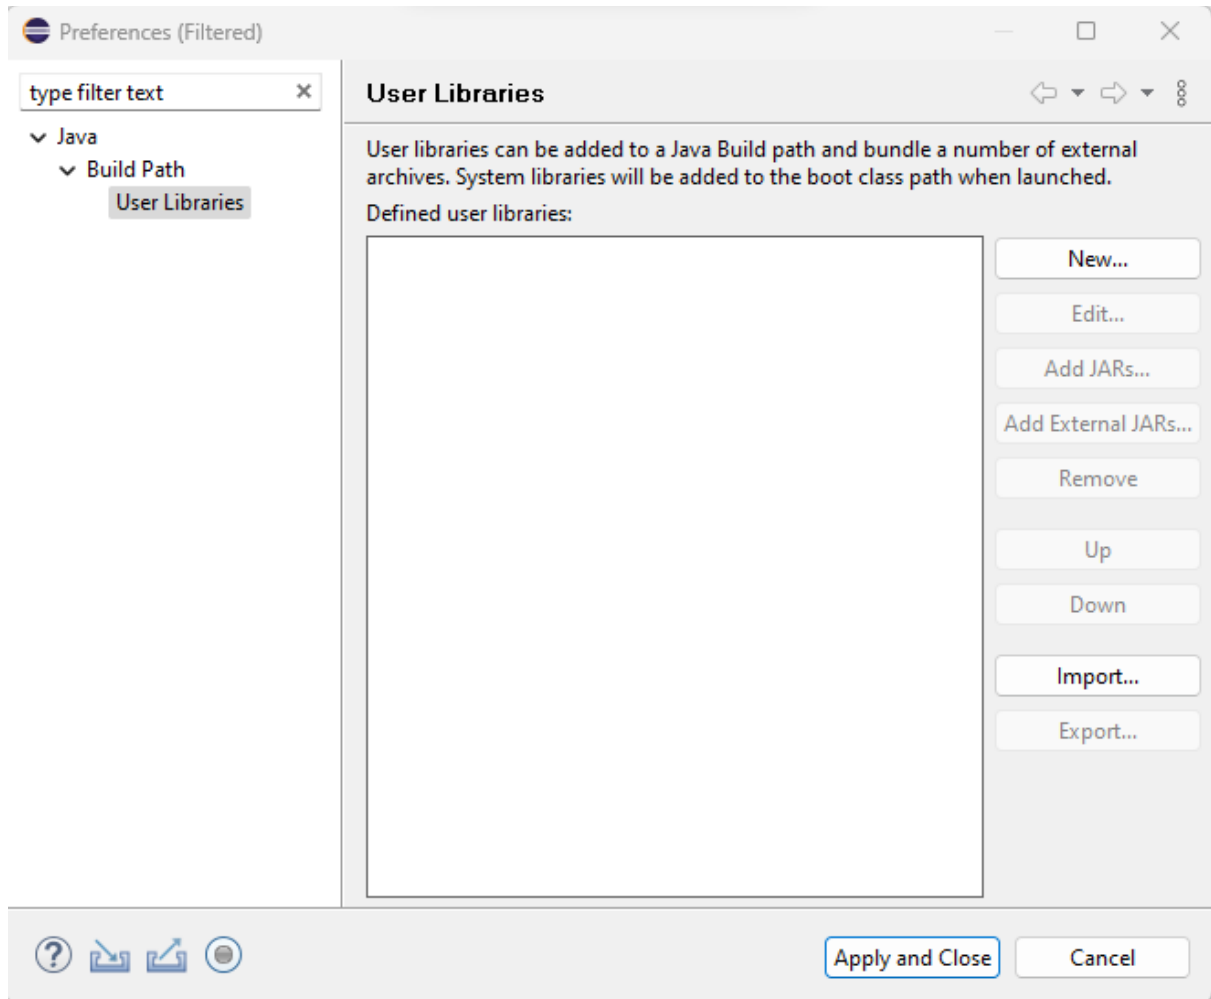 Preferences (Filtered)
type filter text
Java
Build Path
User Libraries
User Libraries
User libraries can be added to a Java Build path and bundle a number of external
archives. System libraries will be added to the boot class path when launched.
Defined user libraries:
New...
Edit...
Add JARs...
Add External JARs...
Remove
Up
Down
Import...
Export...
?
Apply and Close
Cancel